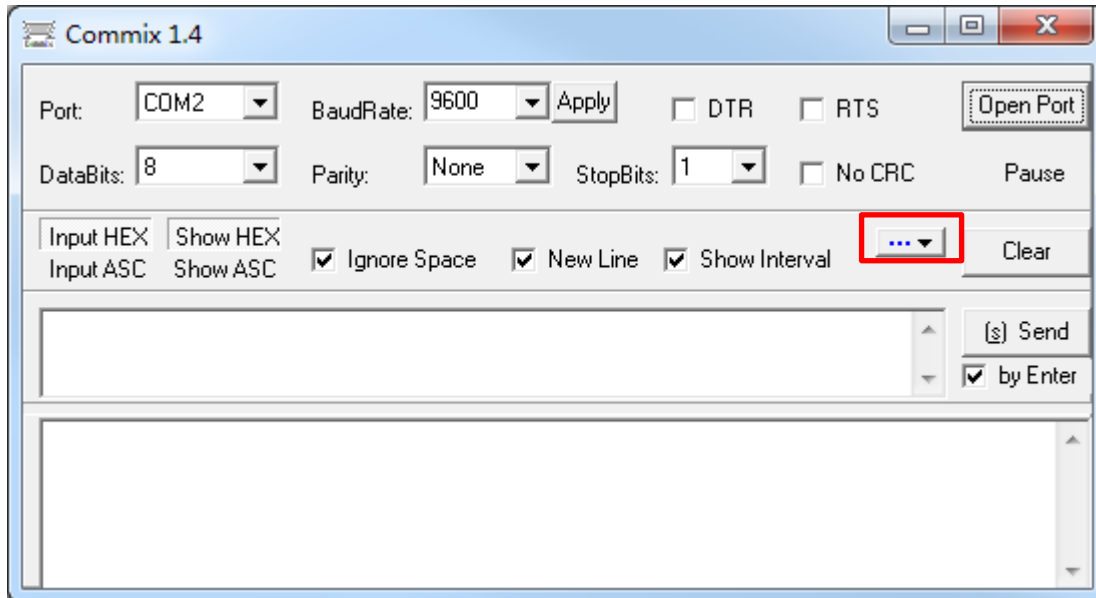 Commix 1.4
Port: COM2 BaudRate: 9600 Apply DTR RTS Open Port
DataBits: 8 Parity: None StopBits: 1 No CRC Pause
Input HEX Show HEX
Input ASC Show ASC Ignore Space New Line Show Interval ... Clear
(s) Send
by Enter